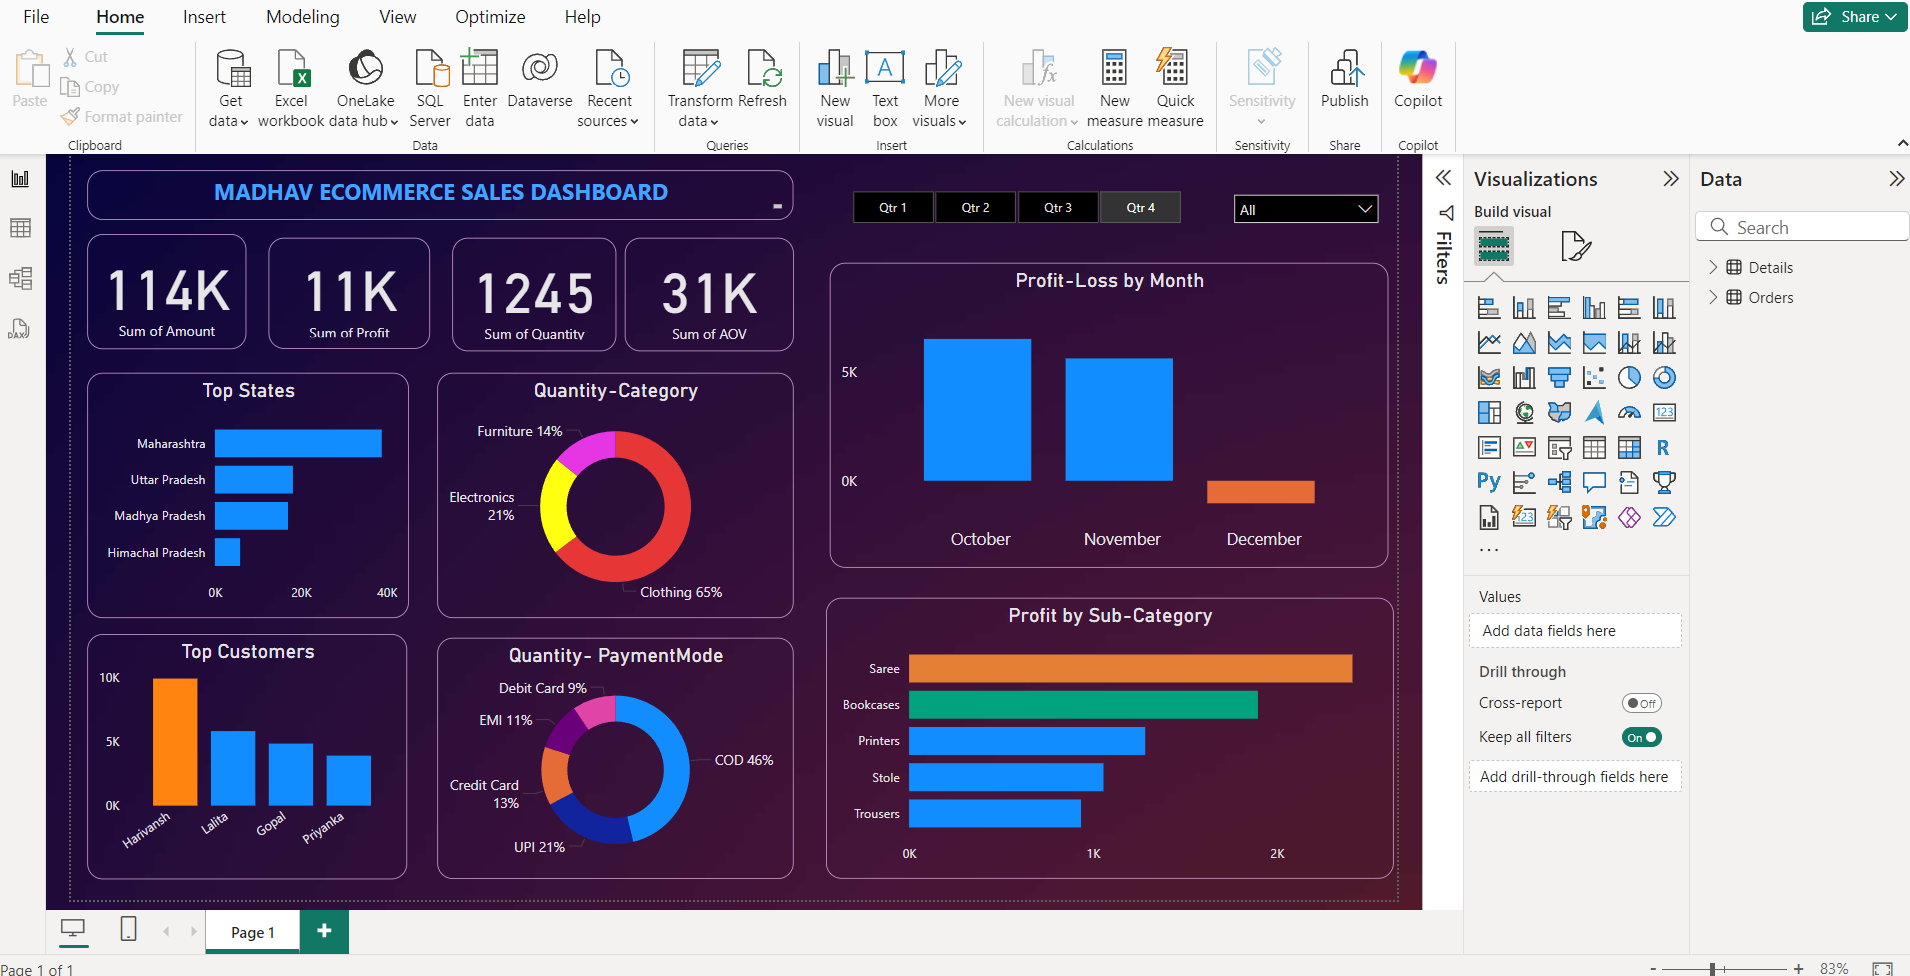 File Home Insert Modeling View Optimize Help
Share
Paste
Cut
Copy
Format painter
Clipboard
Get data
Excel workbook
OneLake data hub
SQL Server
Enter data
Dataverse
Recent sources
Data
Transform data
Refresh
Queries
New visual
Text box
More visuals
Insert
New visual calculation
New measure
Quick measure
Calculations
Sensitivity
Sensitivity
Publish
Share
Copilot
Copilot
MADHAV ECOMMERCE SALES DASHBOARD
Qtr 1
Qtr 2
Qtr 3
Qtr 4
All
114K
Sum of Amount
11K
Sum of Profit
1245
Sum of Quantity
31K
Sum of AOV
Top States
Maharashtra
Uttar Pradesh
Madhya Pradesh
Himachal Pradesh
0K 20K 40K
Quantity-Category
Furniture 14%
Electronics
21%
Clothing 65%
Profit-Loss by Month
5K
0K
October November December
Top Customers
10K
5K
0K
Harivansh Lalita Gopal Priyanka
Quantity- PaymentMode
Debit Card 9%
EMI 11%
COD 46%
Credit Card
13%
UPI 21%
Profit by Sub-Category
Saree
Bookcases
Printers
Stole
Trousers
0K 1K 2K
Filters
Visualizations
Build visual
123
R
Py
123
Values
Add data fields here
Drill through
Cross-report
Off
Keep all filters
On
Add drill-through fields here
Data
Search
Details
Orders
DAX
Page 1
Page 1 of 1
83%